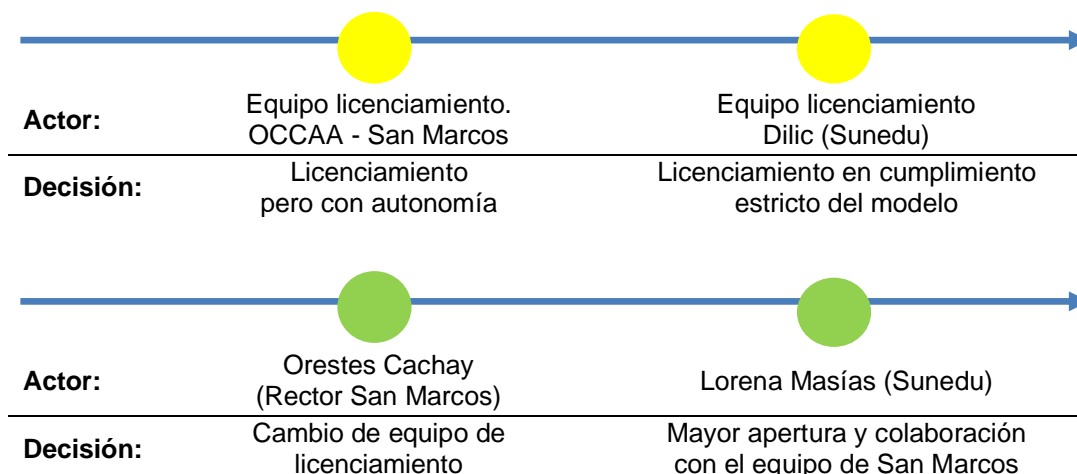 Actor:
Equipo licenciamiento.
OCCAA - San Marcos
Equipo licenciamiento
Dilic (Sunedu)
Decisión:
Licenciamiento
pero con autonomía
Licenciamiento en cumplimiento
estricto del modelo
Actor:
Orestes Cachay
(Rector San Marcos)
Lorena Masías (Sunedu)
Decisión:
Cambio de equipo de
licenciamiento
Mayor apertura y colaboración
con el equipo de San Marcos